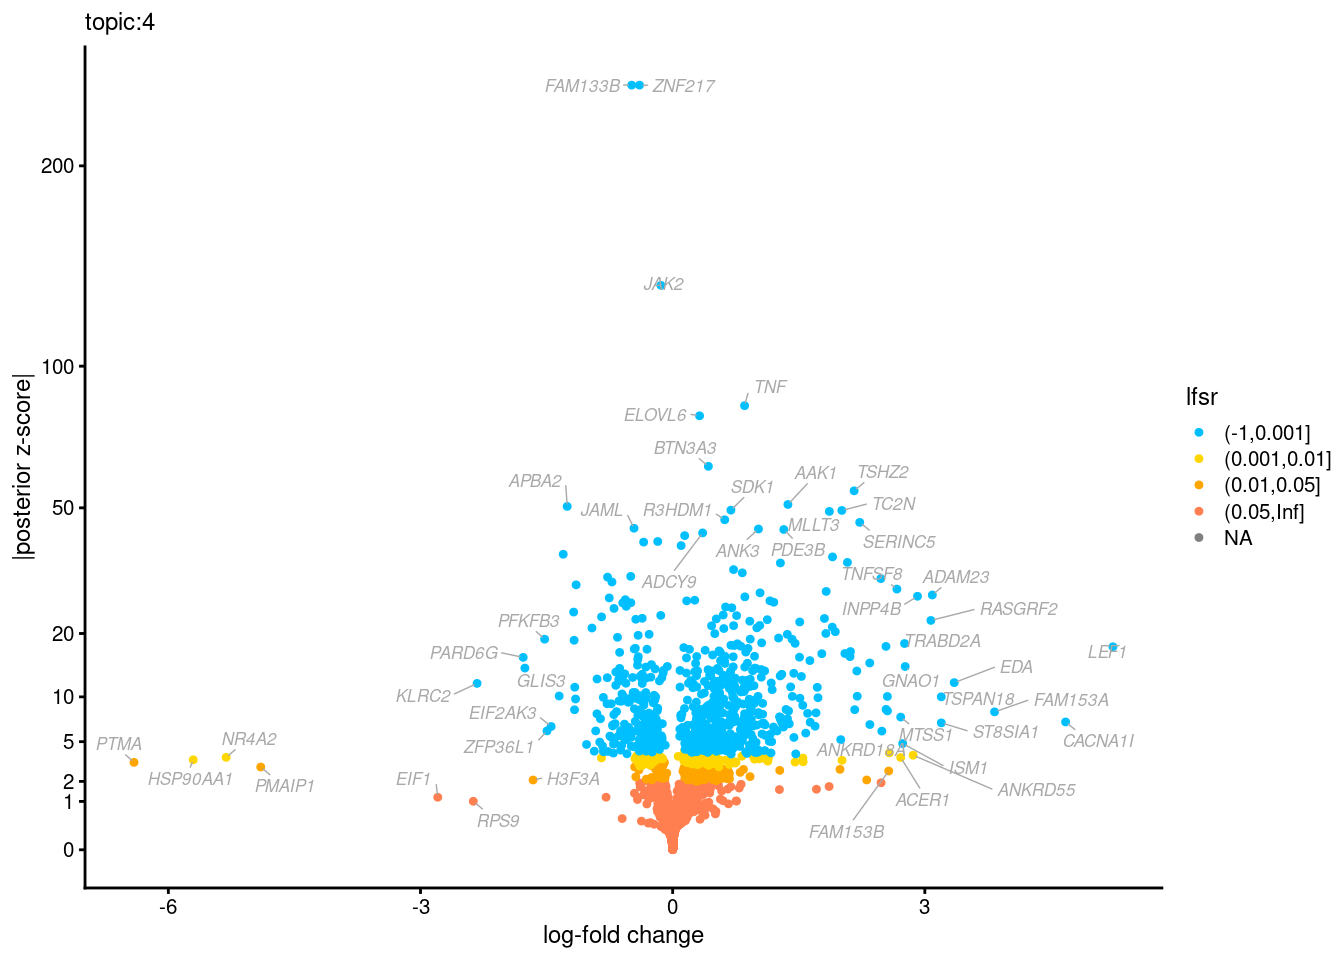 topic:4
FAM133B
ZNF217
200
JAK2
100
TNF
ELOVL6
BTN3A3
APBA2
AAK1
TSHZ2
SDK1
50
JAML
R3HDM1
TC2N
MLLT3
SERINC5
ANK3
PDE3B
ADCY9
TNFSF8
ADAM23
INPP4B
RASGRF2
PFKFB3
20
TRABD2A
PARD6G
LEF1
EDA
GLIS3
GNAO1
KLRC2
10
TSPAN18
FAM153A
EIF2AK3
ST8SIA1
MTSS1
CACNA1I
5
PTMA
NR4A2
ZFP36L1
ANKRD18A
ISM1
HSP90AA1
PMAIP1
EIF1
H3F3A
2
ANKRD55
1
ACER1
RPS9
FAM153B
0
-6
-3
0
3
log-fold change
|posterior z-score|
lfsr
(-1,0.001]
(0.001,0.01]
(0.01,0.05]
(0.05,Inf]
NA